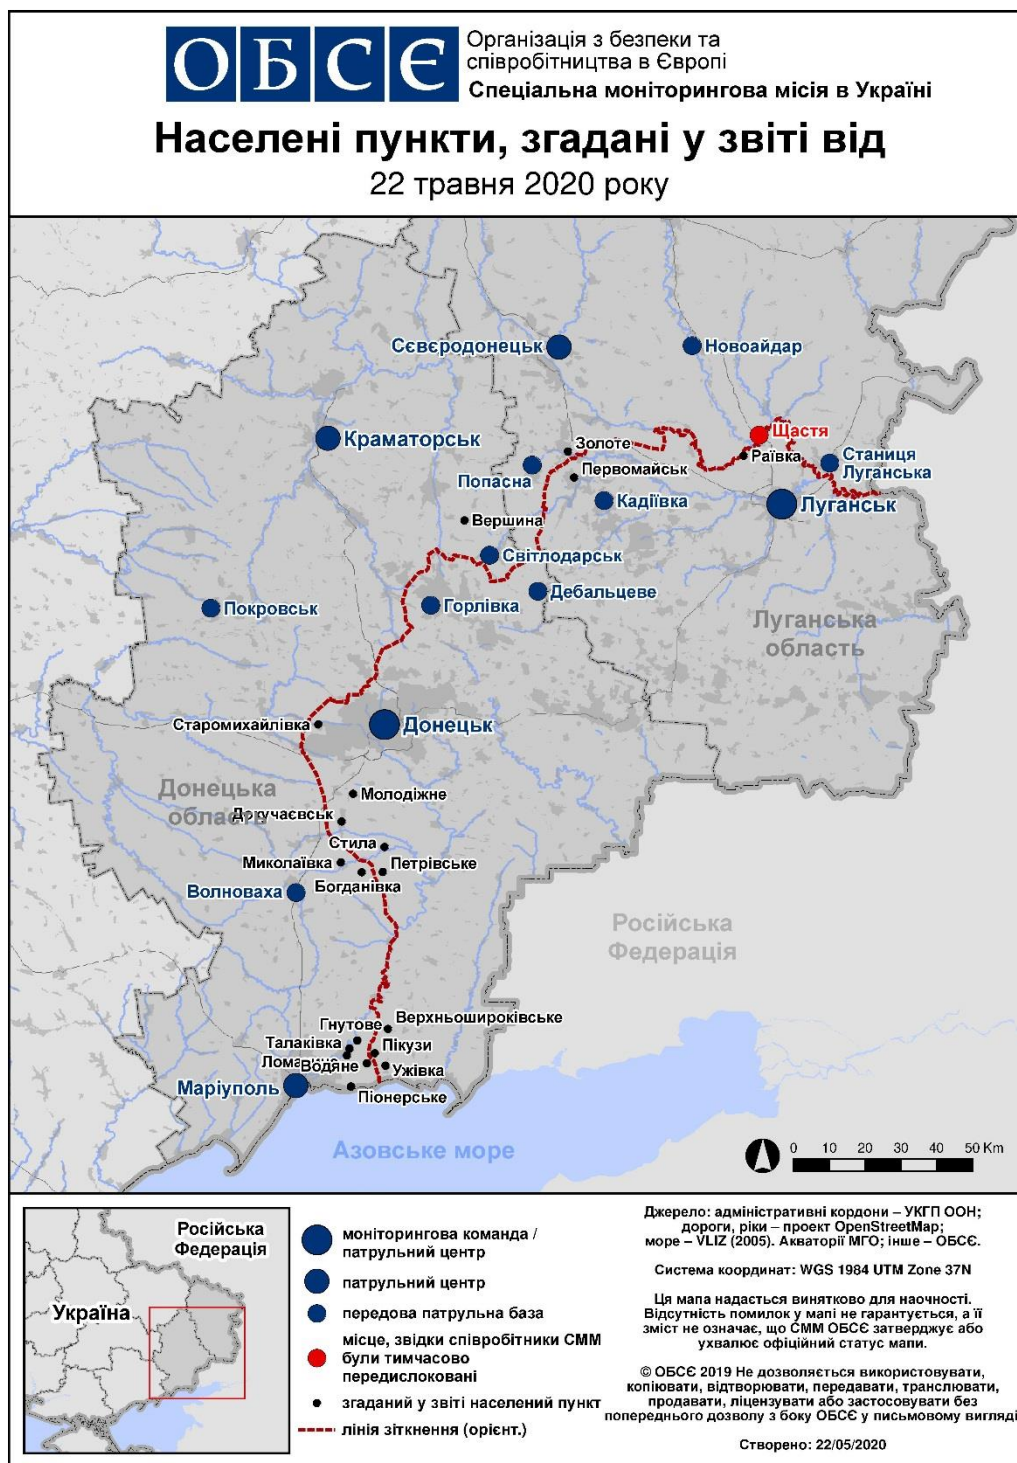 ОБСЄ
Організація з безпеки та
співробітництва в Європі
Спеціальна моніторингова місія в Україні
Населені пункти, згадані у звіті від
22 травня 2020 року
Сєвєродонецьк
Новоайдар
Щастя
Краматорськ
Золоте
Раївка
Станиця
Луганська
Попасна
Первомайськ
Кадіївка
Луганськ
Вершина
Світлодарськ
Дебальцеве
Покровськ
Горлівка
Луганська
область
Старомихайлівка
Донецьк
Донецька
область
Молодіжне
Докучаєвськ
Стила
Миколаївка
Петрівське
Богданівка
Волноваха
Російська
Федерація
Верхньошироківське
Гнутове
Талаківка
Пікузи
Водяне
Ужівка
Маріуполь
Піонерське
Азовське море
0 10 20 30 40 50 Km
Російська
Федерація
Україна
моніторингова команда /
патрульний центр
патрульний центр
передова патрульна база
місце, звідки співробітники СММ
були тимчасово
передислоковані
згаданий у звіті населений пункт
лінія зіткнення (орієнт.)
Джерело: адміністративні кордони – УКГП ООН;
дороги, ріки – проект OpenStreetMap;
море – VLIZ (2005). Акваторії МГО; інше – ОБСЄ.
Система координат: WGS 1984 UTM Zone 37N
Ця мапа надається винятково для наочності.
Відсутність помилок у мапі не гарантується, а її
зміст не означає, що СММ ОБСЄ затверджує або
ухвалює офіційний статус мапи.
© ОБСЄ 2019 Не дозволяється використовувати,
копіювати, відтворювати, передавати, транслювати,
продавати, ліцензувати або застосовувати без
попереднього дозволу з боку ОБСЄ у письмовому вигляді
Створено: 22/05/2020